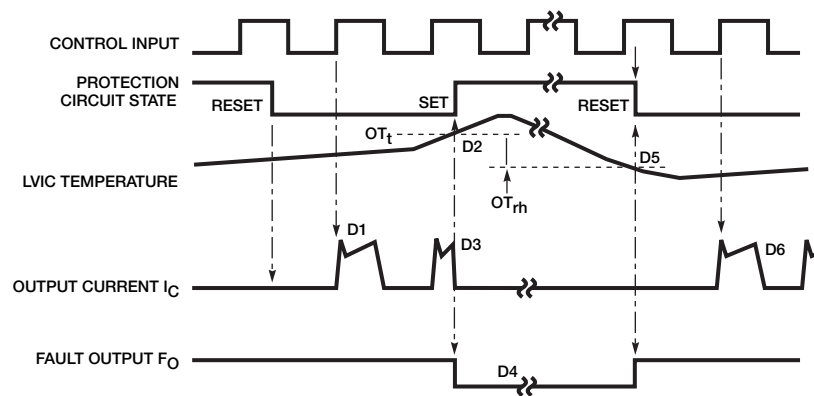 CONTROL INPUT
PROTECTION
CIRCUIT STATE
RESET
SET
RESET
OTt
D2
D5
LVIC TEMPERATURE
OTrh
D1
D3
D6
OUTPUT CURRENT IC
FAULT OUTPUT FO
D4